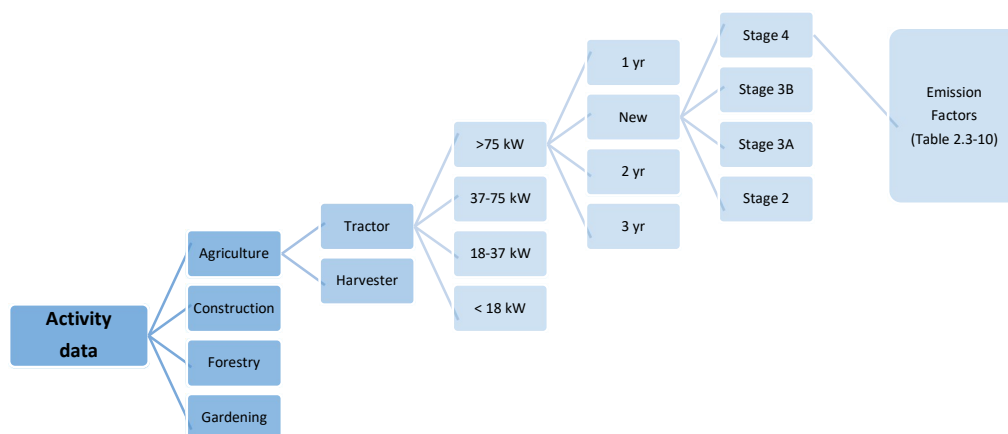 Activity
data
Agriculture
Construction
Forestry
Gardening
Tractor
Harvester
>75 kW
37-75 kW
18-37 kW
< 18 kW
1 yr
New
2 yr
3 yr
Stage 4
Stage 3B
Stage 3A
Stage 2
Emission
Factors
(Table 2.3-10)